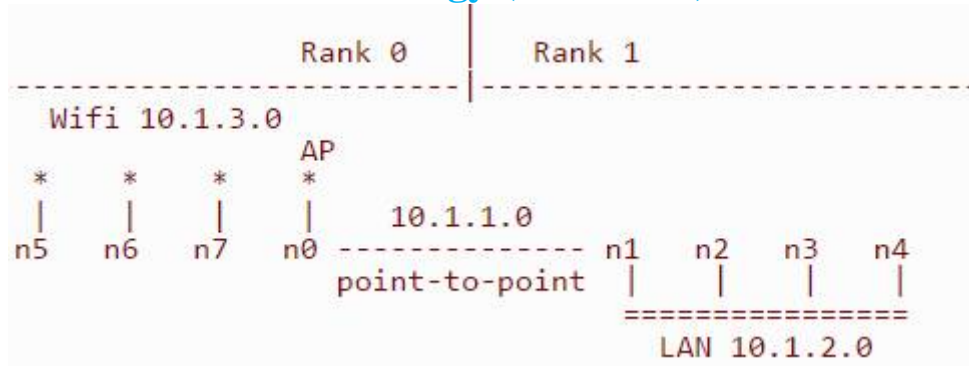 Rank 0 | Rank 1
-------------------------|----------------------------
Wifi 10.1.3.0
AP
* * * *
| | | | 10.1.1.0
n5 n6 n7 n0 -------------- n1 n2 n3 n4
point-to-point | | | |
================
LAN 10.1.2.0